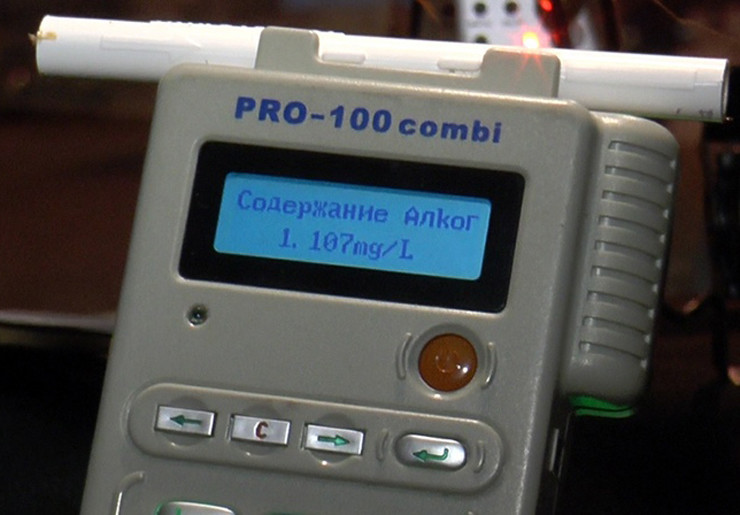 PRO-100 combi
Содержание Алког
1.107mg/L
C